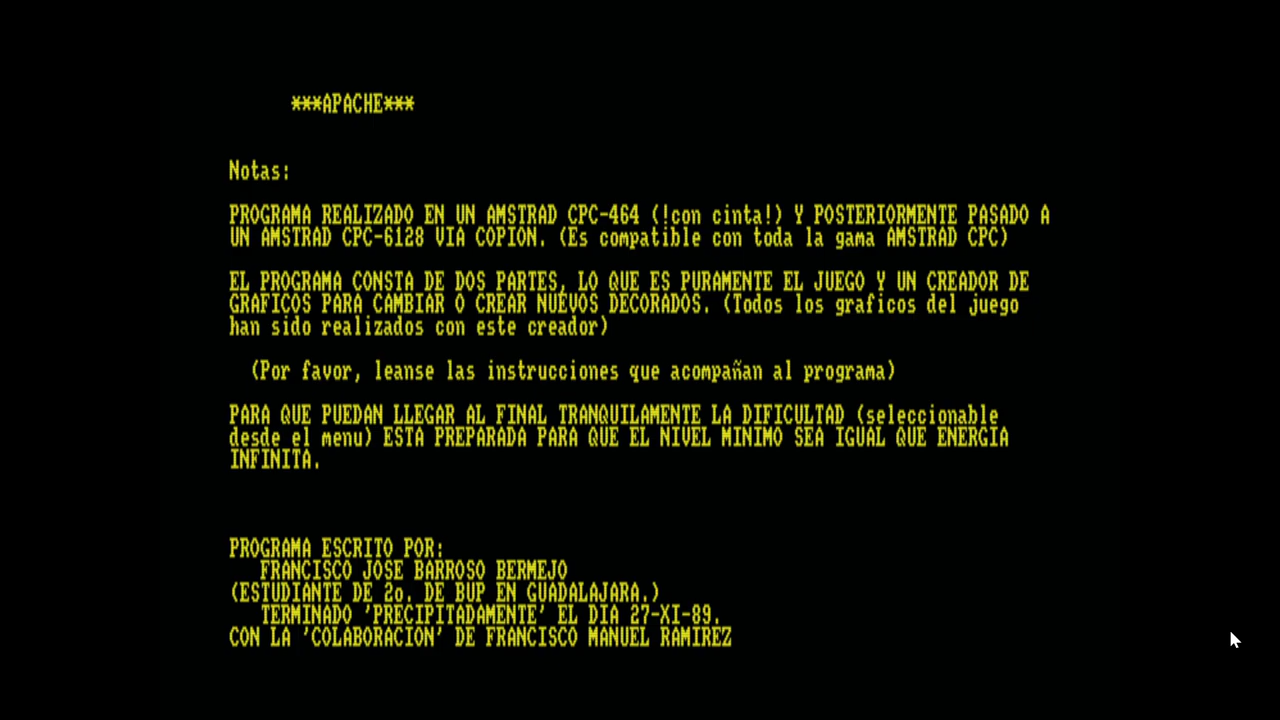 ***APACHE***
Notas:
PROGRAMA REALIZADO EN UN AMSTRAD CPC-464 (!con cinta!) Y POSTERIORMENTE PASADO A
UN AMSTRAD CPC-6128 VIA COPION. (Es compatible con toda la gama AMSTRAD CPC)
EL PROGRAMA CONSTA DE DOS PARTES, LO QUE ES PURAMENTE EL JUEGO Y UN CREADOR DE
GRAFICOS PARA CAMBIAR O CREAR NUEVOS DECORADOS. (Todos los graficos del juego
han sido realizados con este creador)
(Por favor, leanse las instrucciones que acompañan al programa)
PARA QUE PUEDAN LLEGAR AL FINAL TRANQUILAMENTE LA DIFICULTAD (seleccionable
desde el menu) ESTA PREPARADA PARA QUE EL NIVEL MINIMO SEA IGUAL QUE ENERGIA
INFINITA.
PROGRAMA ESCRITO POR:
FRANCISCO JOSE BARROSO BERMEJO
(ESTUDIANTE DE 2o. DE BUP EN GUADALAJARA.)
TERMINADO 'PRECIPITADAMENTE' EL DIA 27-XI-89.
CON LA 'COLABORACION' DE FRANCISCO MANUEL RAMIREZ